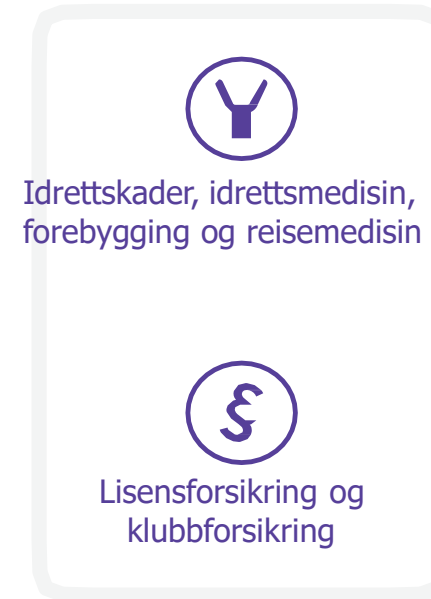 Idrettskader, idrettsmedisin,
forebygging og reisemedisin
§
Lisensforsikring og
klubbforsikring